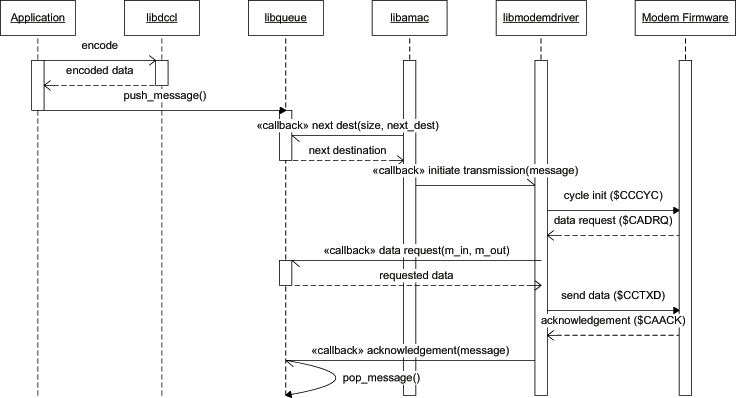 Application
libdccl
libqueue
libamac
libmodemdriver
Modem Firmware
encode
encoded data
push_message()
«callback» next dest(size, next_dest)
next destination
«callback» initiate transmission(message)
cycle init ($CCCYC)
data request ($CADRQ)
«callback» data request(m_in, m_out)
requested data
send data ($CCTXD)
acknowledgement ($CAACK)
«callback» acknowledgement(message)
pop_message()